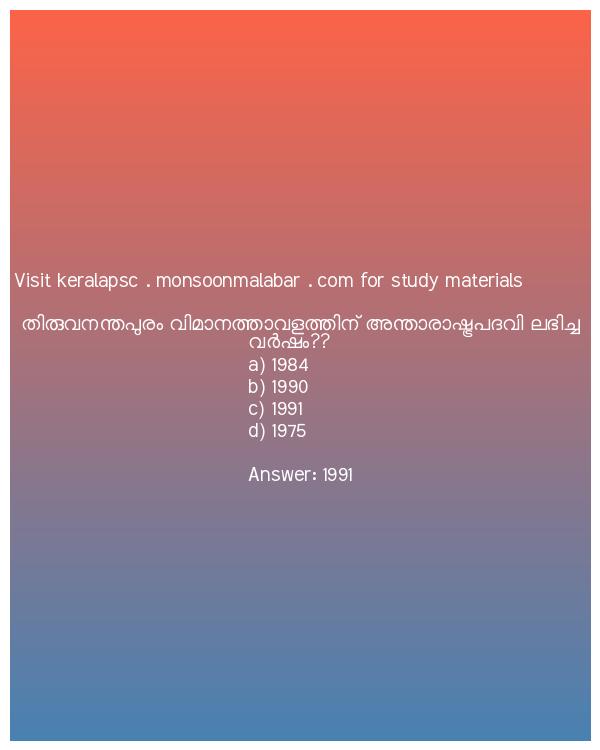 Visit keralapsc . monsoonmalabar . com for study materials
തിരുവനന്തപുരം വിമാനത്താവളത്തിന് അന്താരാഷ്ട്രപദവി ലഭിച്ച
വർഷം??
a) 1984
b) 1990
c) 1991
d) 1975
Answer: 1991